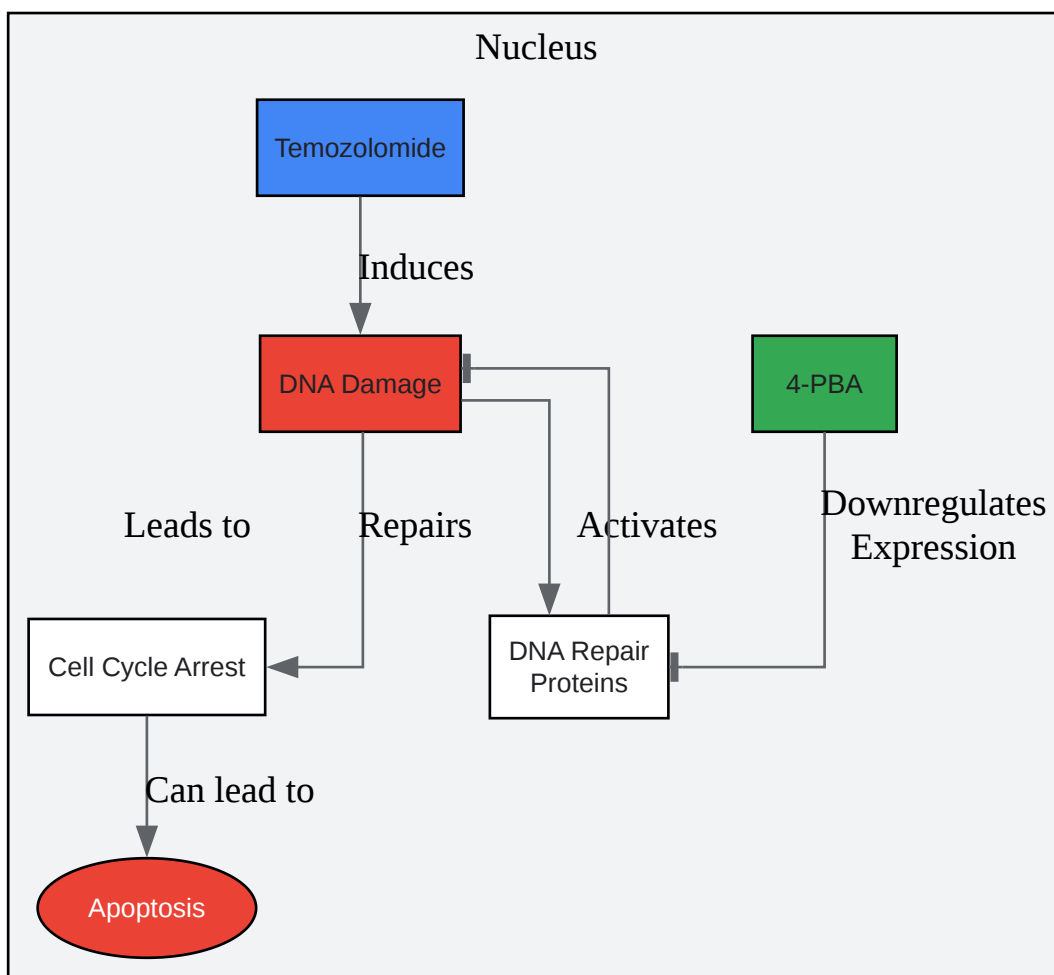 Nucleus
Temozolomide
Induces
DNA Damage
4-PBA
Leads to
Repairs
Activates
Downregulates
Expression
Cell Cycle Arrest
DNA Repair
Proteins
Can lead to
Apoptosis